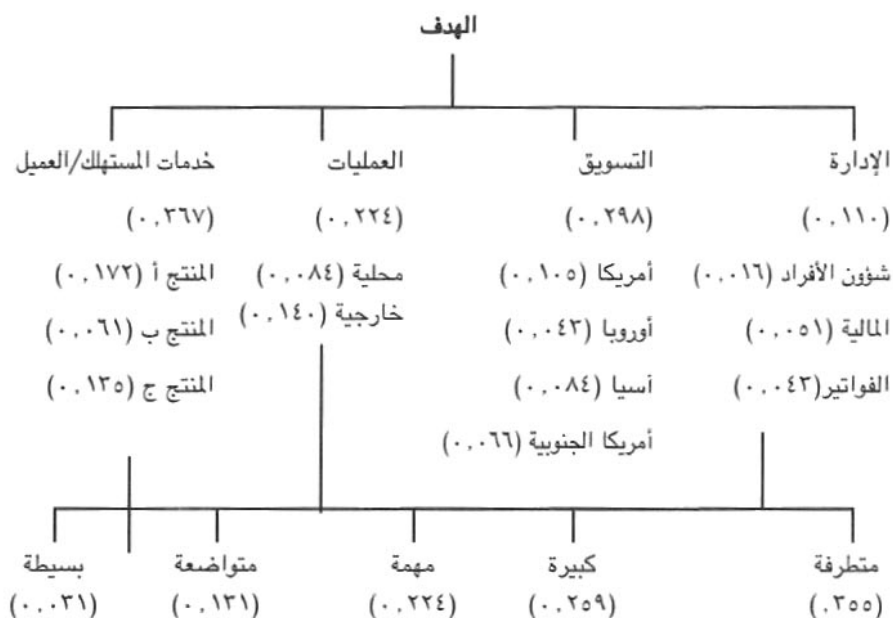 الهدف
الإدارة التسويق العمليات خدمات المستهلك/العميل
(٠,١١٠) (٠,٢٩٨) (٠,٢٢٤) (٠,٣٦٧)
شؤون الأفراد (٠,٠١٦) أمريكا (٠,١٠٥) محلية (٠,٠٨٤) المنتج أ (٠,١٧٢)
المالية (٠,٠٥١) أوروبا (٠,٠٤٣) خارجية (٠,١٤٠) المنتج ب (٠,٠٦١)
الفواتير(٠,٠٤٣) آسيا (٠,٠٨٤) المنتج ج (٠,١٣٥)
أمريكا الجنوبية (٠,٠٦٦)
متطرفة كبيرة مهمة متواضعة بسيطة
(,٣٥٥) (٠,٢٥٩) (٠,٢٢٤) (٠,١٣١) (٠,٠٣١)